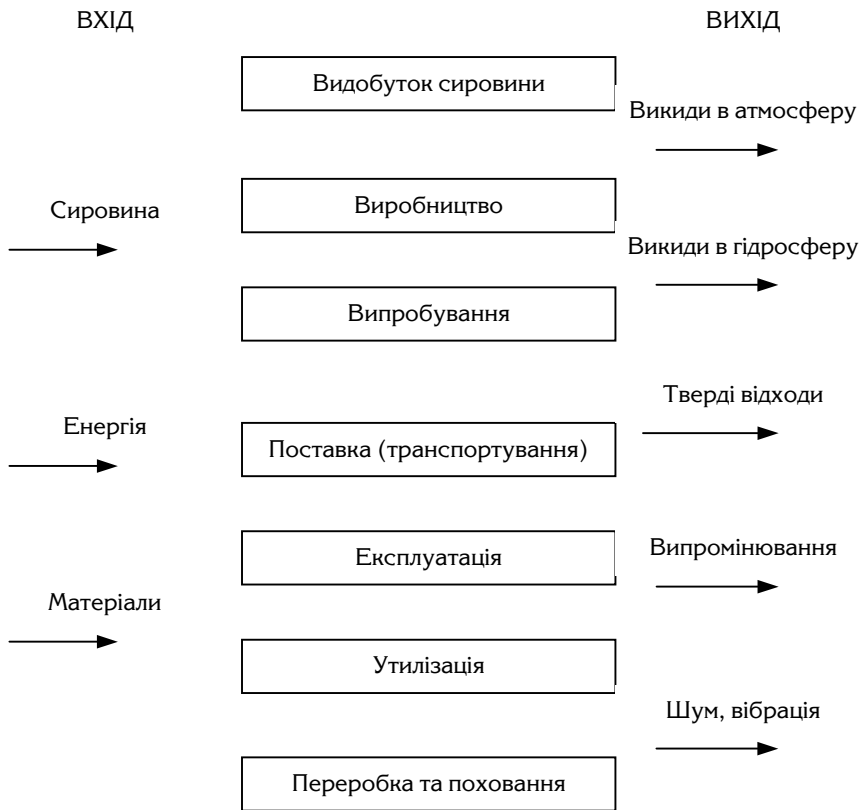 ВХІД
ВИХІД
Видобуток сировини
Викиди в атмосферу
Сировина
Виробництво
Викиди в гідросферу
Випробування
Тверді відходи
Енергія
Поставка (транспортування)
Експлуатація
Випромінювання
Матеріали
Утилізація
Шум, вібрація
Переробка та поховання